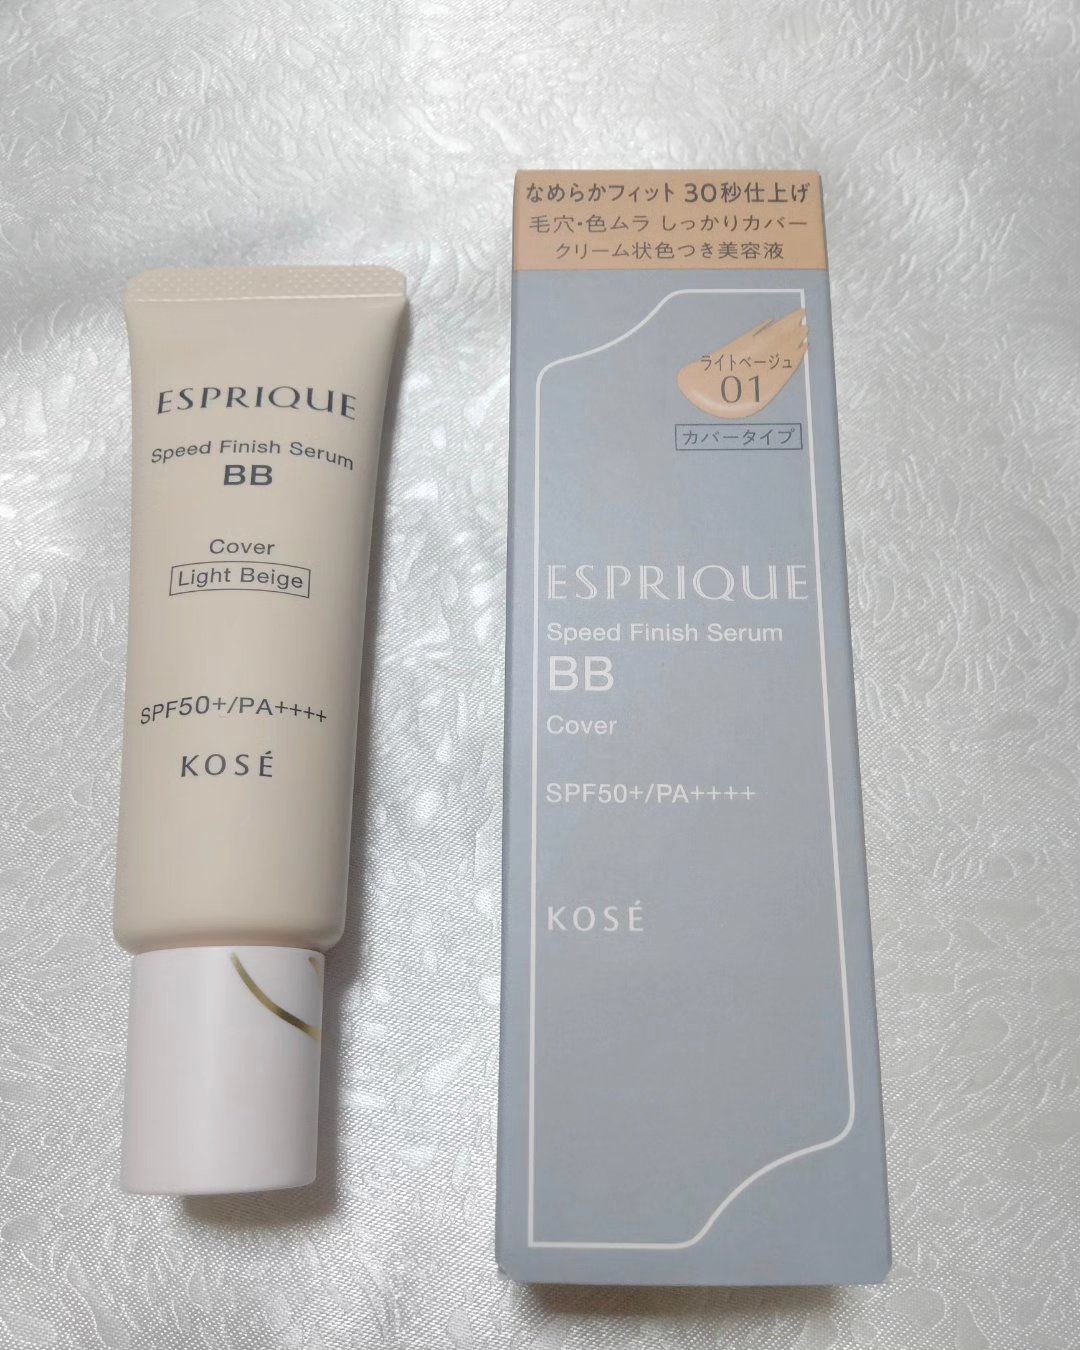 ESPRIQUE
Speed Finish Serum
BB
Cover
Light Beige
SPF50+/PA++++
KOSÉ
なめらかフィット 30秒仕上げ
毛穴・色ムラ しっかりカバー
クリーム状色つき美容液
ライトベージュ
01
カバータイプ
ESPRIQUE
Speed Finish Serum
BB
Cover
SPF50+/PA++++
KOSÉ